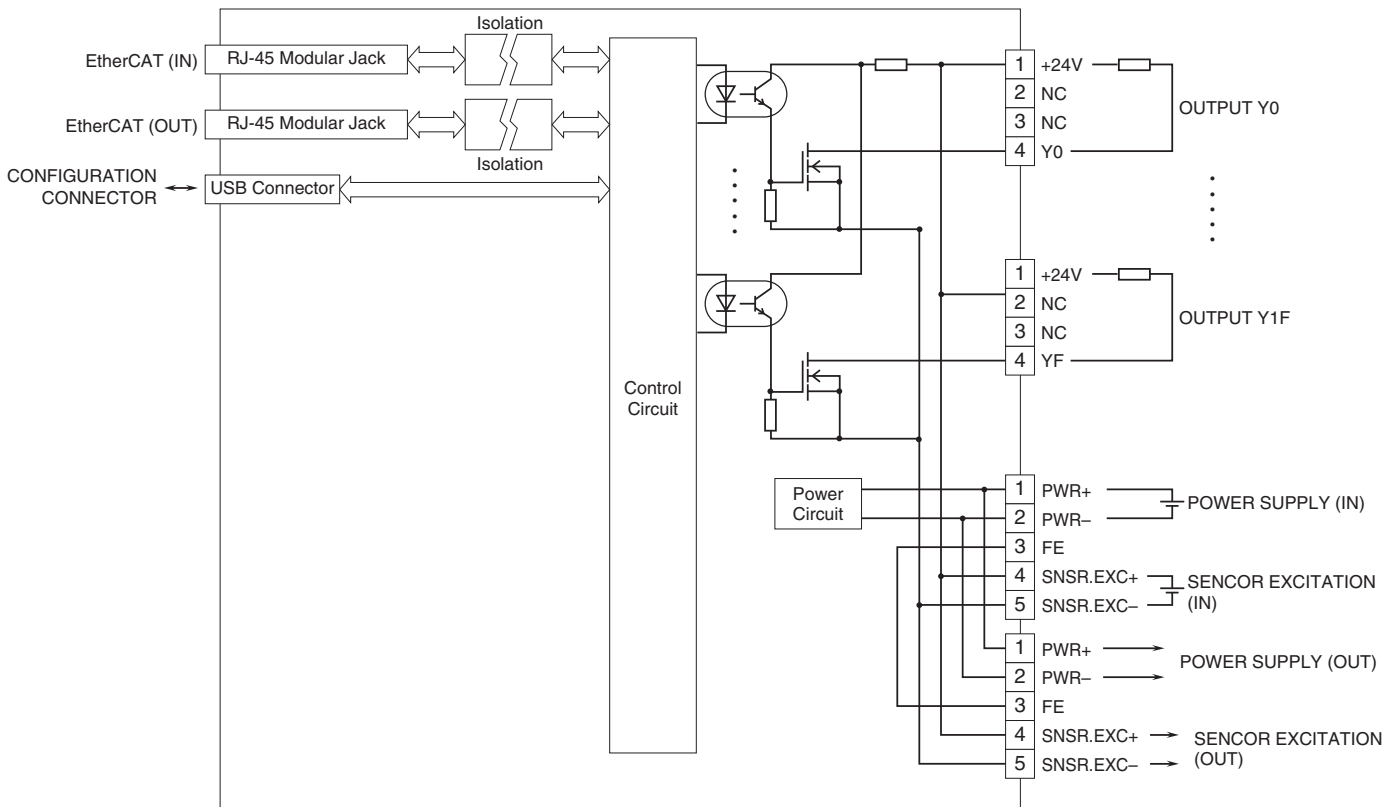 Isolation
EtherCAT (IN)
RJ-45 Modular Jack
EtherCAT (OUT)
RJ-45 Modular Jack
Isolation
CONFIGURATION
CONNECTOR
USB Connector
Control
Circuit
1 +24V
2 NC
3 NC
4 Y0
OUTPUT Y0
1 +24V
2 NC
3 NC
4 YF
OUTPUT Y1F
Power
Circuit
1 PWR+
2 PWR–
3 FE
4 SNSR.EXC+
5 SNSR.EXC–
POWER SUPPLY (IN)
SENCOR EXCITATION
(IN)
1 PWR+
2 PWR–
3 FE
4 SNSR.EXC+
5 SNSR.EXC–
POWER SUPPLY (OUT)
SENCOR EXCITATION
(OUT)